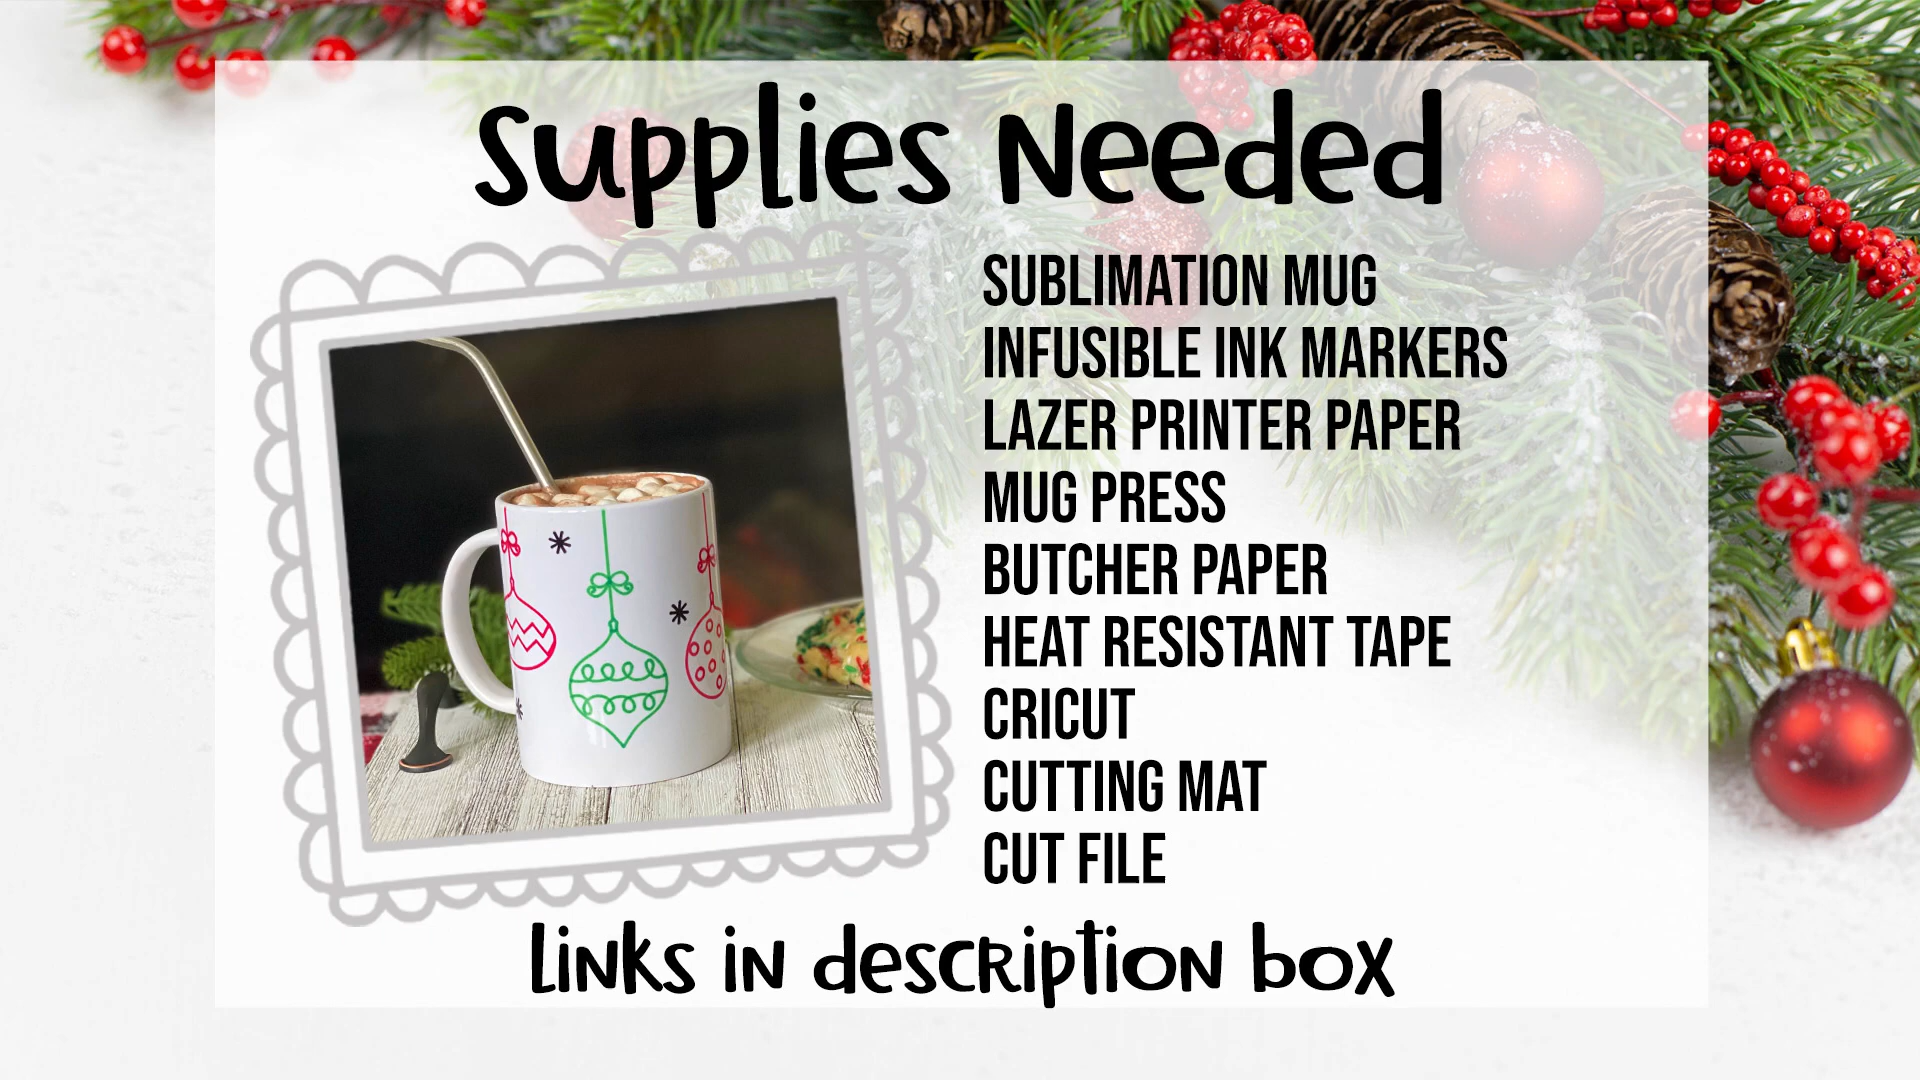 Supplies Needed
SUBLIMATION MUG
INFUSIBLE INK MARKERS
LAZER PRINTER PAPER
MUG PRESS
BUTCHER PAPER
HEAT RESISTANT TAPE
CRICUT
CUTTING MAT
CUT FILE
Links in description box